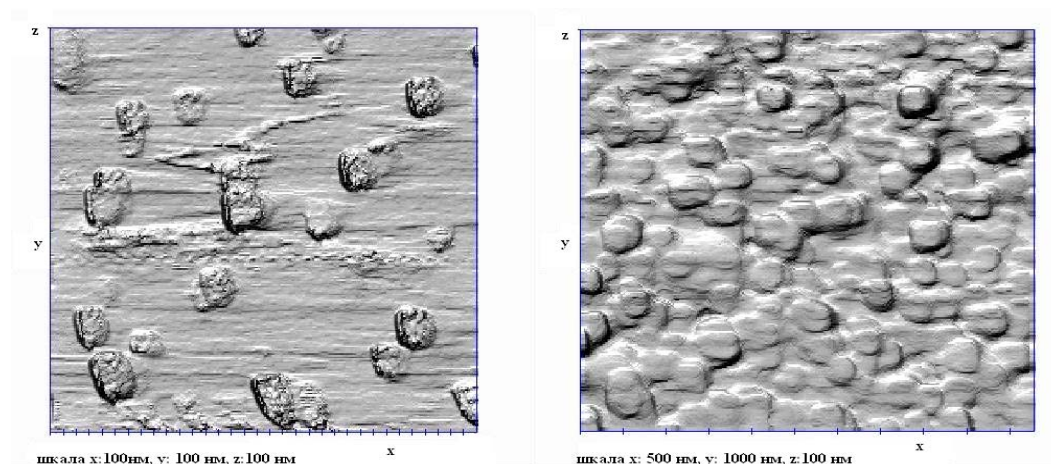 z
y
x
шкала x:100нм, y: 100 нм, z:100 нм
z
y
x
шкала x: 500 нм, y: 1000 нм, z:100 нм